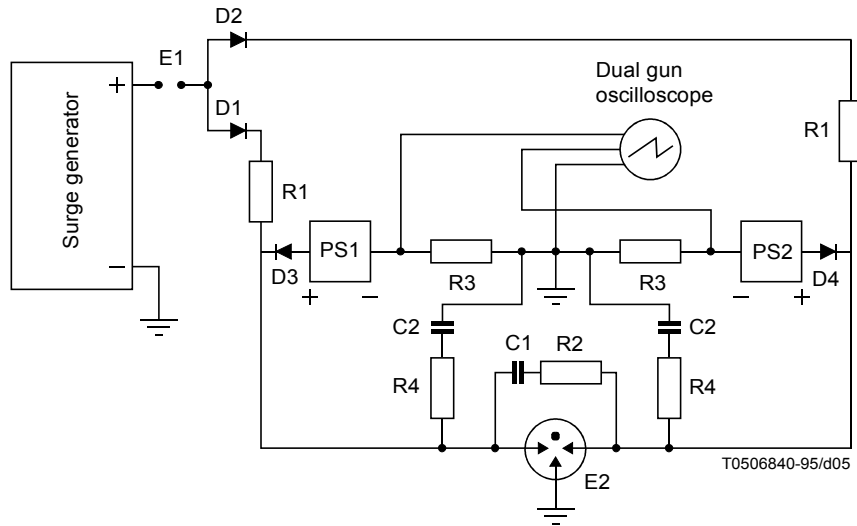 D2
E1
Dual gun
oscilloscope
+
D1
R1
Surge generator
R1
PS1
PS2
–
D3
R3
R3
D4
+
–
–
+
C2
C1
R2
C2
R4
R4
T0506840-95/d05
E2